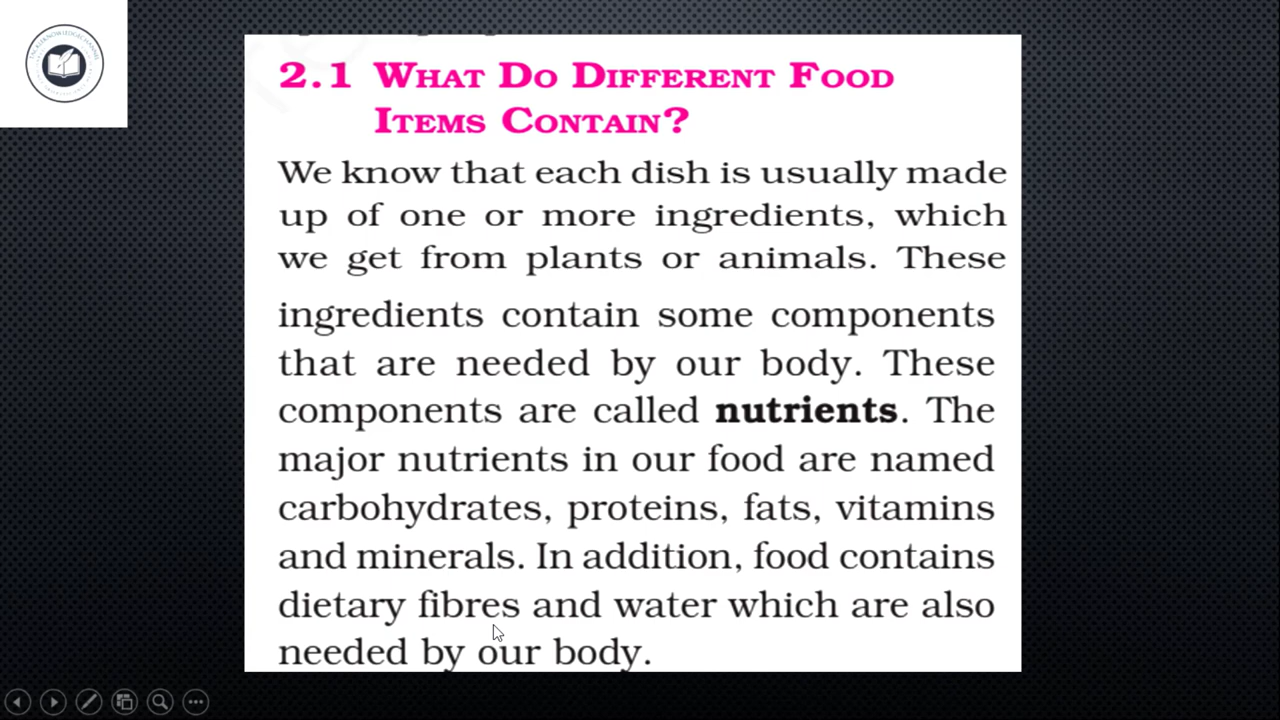 2.1 WHAT DO DIFFERENT FOOD
ITEMS CONTAIN?
We know that each dish is usually made
up of one or more ingredients, which
we get from plants or animals. These
ingredients contain some components
that are needed by our body. These
components are called nutrients. The
major nutrients in our food are named
carbohydrates, proteins, fats, vitamins
and minerals. In addition, food contains
dietary fibres and water which are also
needed by our body.